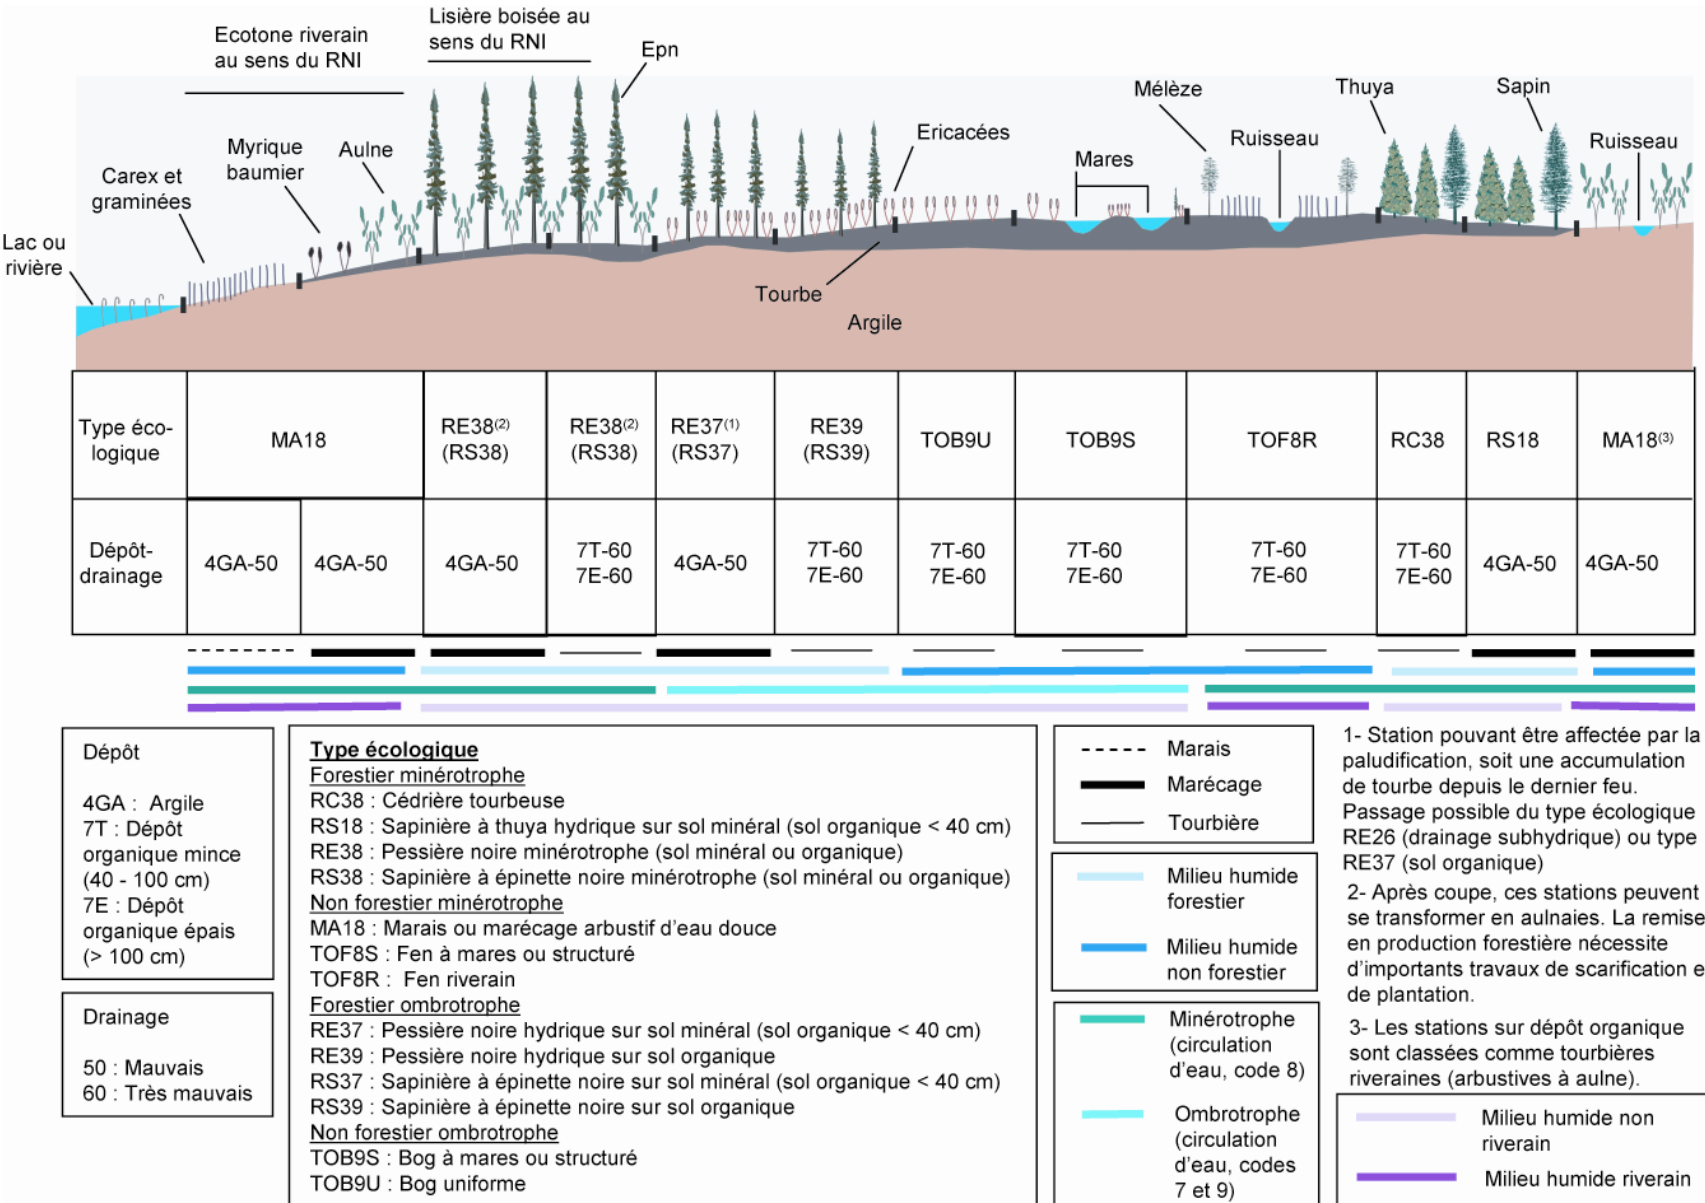 Ecotone riverain
au sens du RNI
Lisière boisée au
sens du RNI
Epn
Carex et
graminées
Myrique
baumier
Aulne
Ericacées
Mares
Mélèze
Ruisseau
Thuya
Sapin
Ruisseau
Lac ou
rivière
Tourbe
Argile
Type éco-
logique
MA18
RE38(2)
(RS38)
RE38(2)
(RS38)
RE37(1)
(RS37)
RE39
(RS39)
TOB9U
TOB9S
TOF8R
RC38
RS18
MA18(3)
Dépôt-
drainage
4GA-50
4GA-50
4GA-50
7T-60
7E-60
4GA-50
7T-60
7E-60
7T-60
7E-60
7T-60
7E-60
7T-60
7E-60
7T-60
7E-60
4GA-50
4GA-50
Dépôt
4GA : Argile
7T : Dépôt
organique mince
(40 - 100 cm)
7E : Dépôt
organique épais
(> 100 cm)
Drainage
50 : Mauvais
60 : Très mauvais
Type écologique
Forestier minérotrophe
RC38 : Cédrière tourbeuse
RS18 : Sapinière à thuya hydrique sur sol minéral (sol organique < 40 cm)
RE38 : Pessière noire minérotrophe (sol minéral ou organique)
RS38 : Sapinière à épinette noire minérotrophe (sol minéral ou organique)
Non forestier minérotrophe
MA18 : Marais ou marécage arbustif d'eau douce
TOF8S : Fen à mares ou structuré
TOF8R : Fen riverain
Forestier ombrotrophe
RE37 : Pessière noire hydrique sur sol minéral (sol organique < 40 cm)
RE39 : Pessière noire hydrique sur sol organique
RS37 : Sapinière à épinette noire sur sol minéral (sol organique < 40 cm)
RS39 : Sapinière à épinette noire sur sol organique
Non forestier ombrotrophe
TOB9S : Bog à mares ou structuré
TOB9U : Bog uniforme
Marais
Marécage
Tourbière
Milieu humide
forestier
Milieu humide
non forestier
Minérotrophe
(circulation
d'eau, code 8)
Ombrotrophe
(circulation
d'eau, codes
7 et 9)
1- Station pouvant être affectée par la
paludification, soit une accumulation
de tourbe depuis le dernier feu.
Passage possible du type écologique
RE26 (drainage subhydrique) ou type
RE37 (sol organique)
2- Après coupe, ces stations peuvent
se transformer en aulnaies. La remise
en production forestière nécessite
d'importants travaux de scarification e
de plantation.
3- Les stations sur dépôt organique
sont classées comme tourbières
riveraines (arbustives à aulne).
Milieu humide non
riverain
Milieu humide riverain